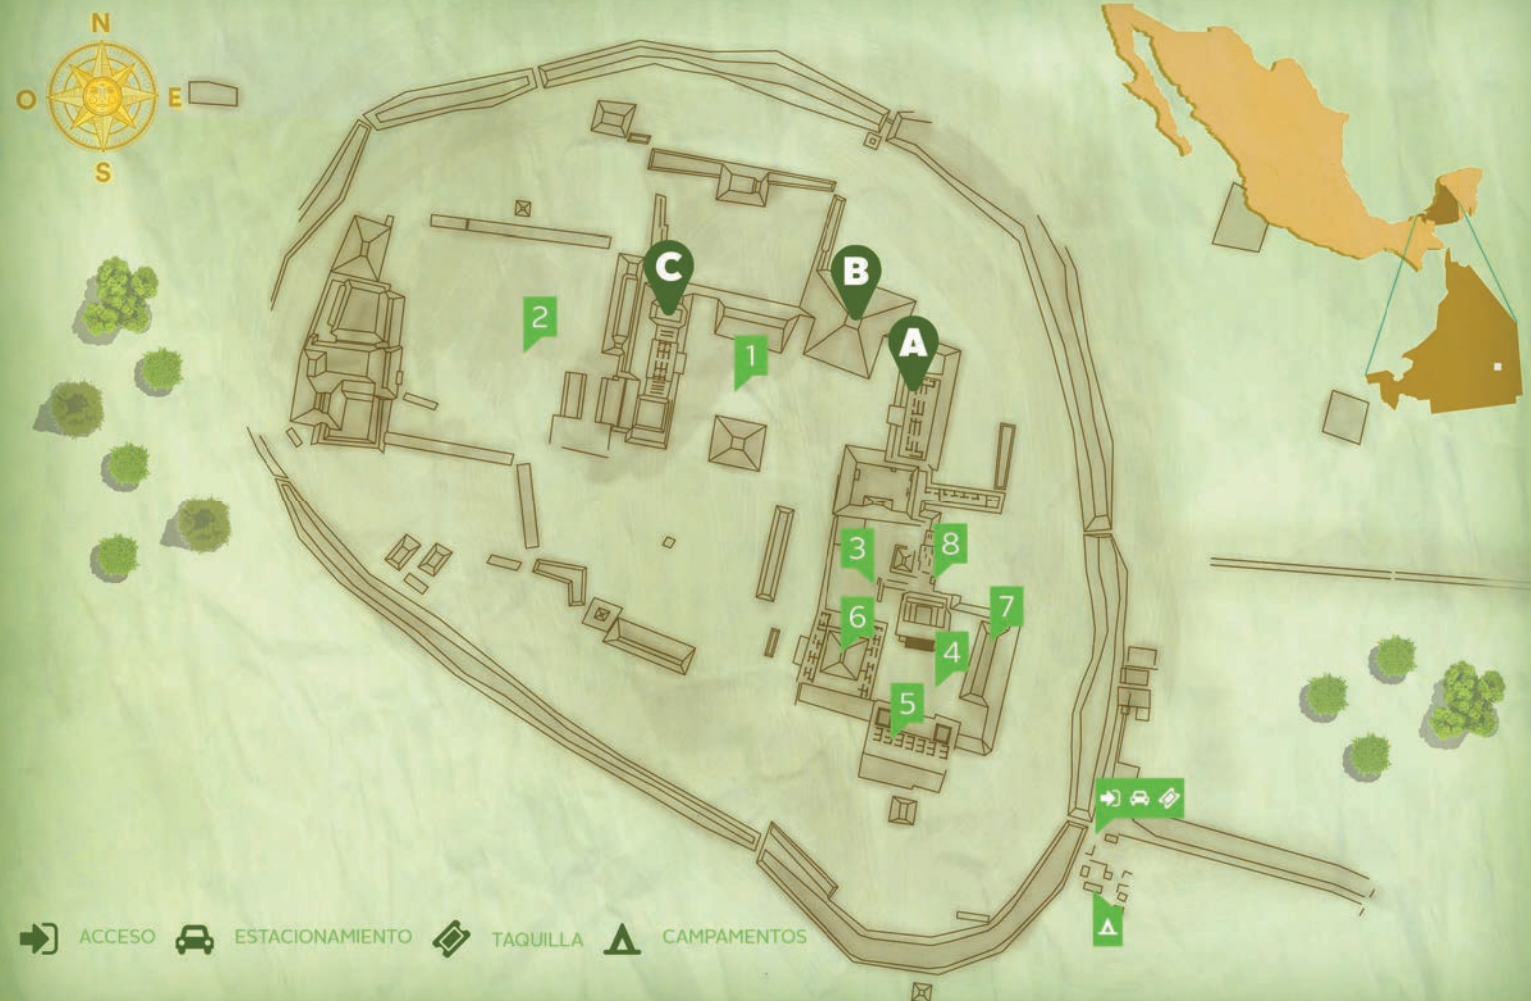 N
O
E
S
C
B
A
2
1
3
8
6
7
4
5
ACCESO
ESTACIONAMIENTO
TAQUILLA
CAMPAMENTOS